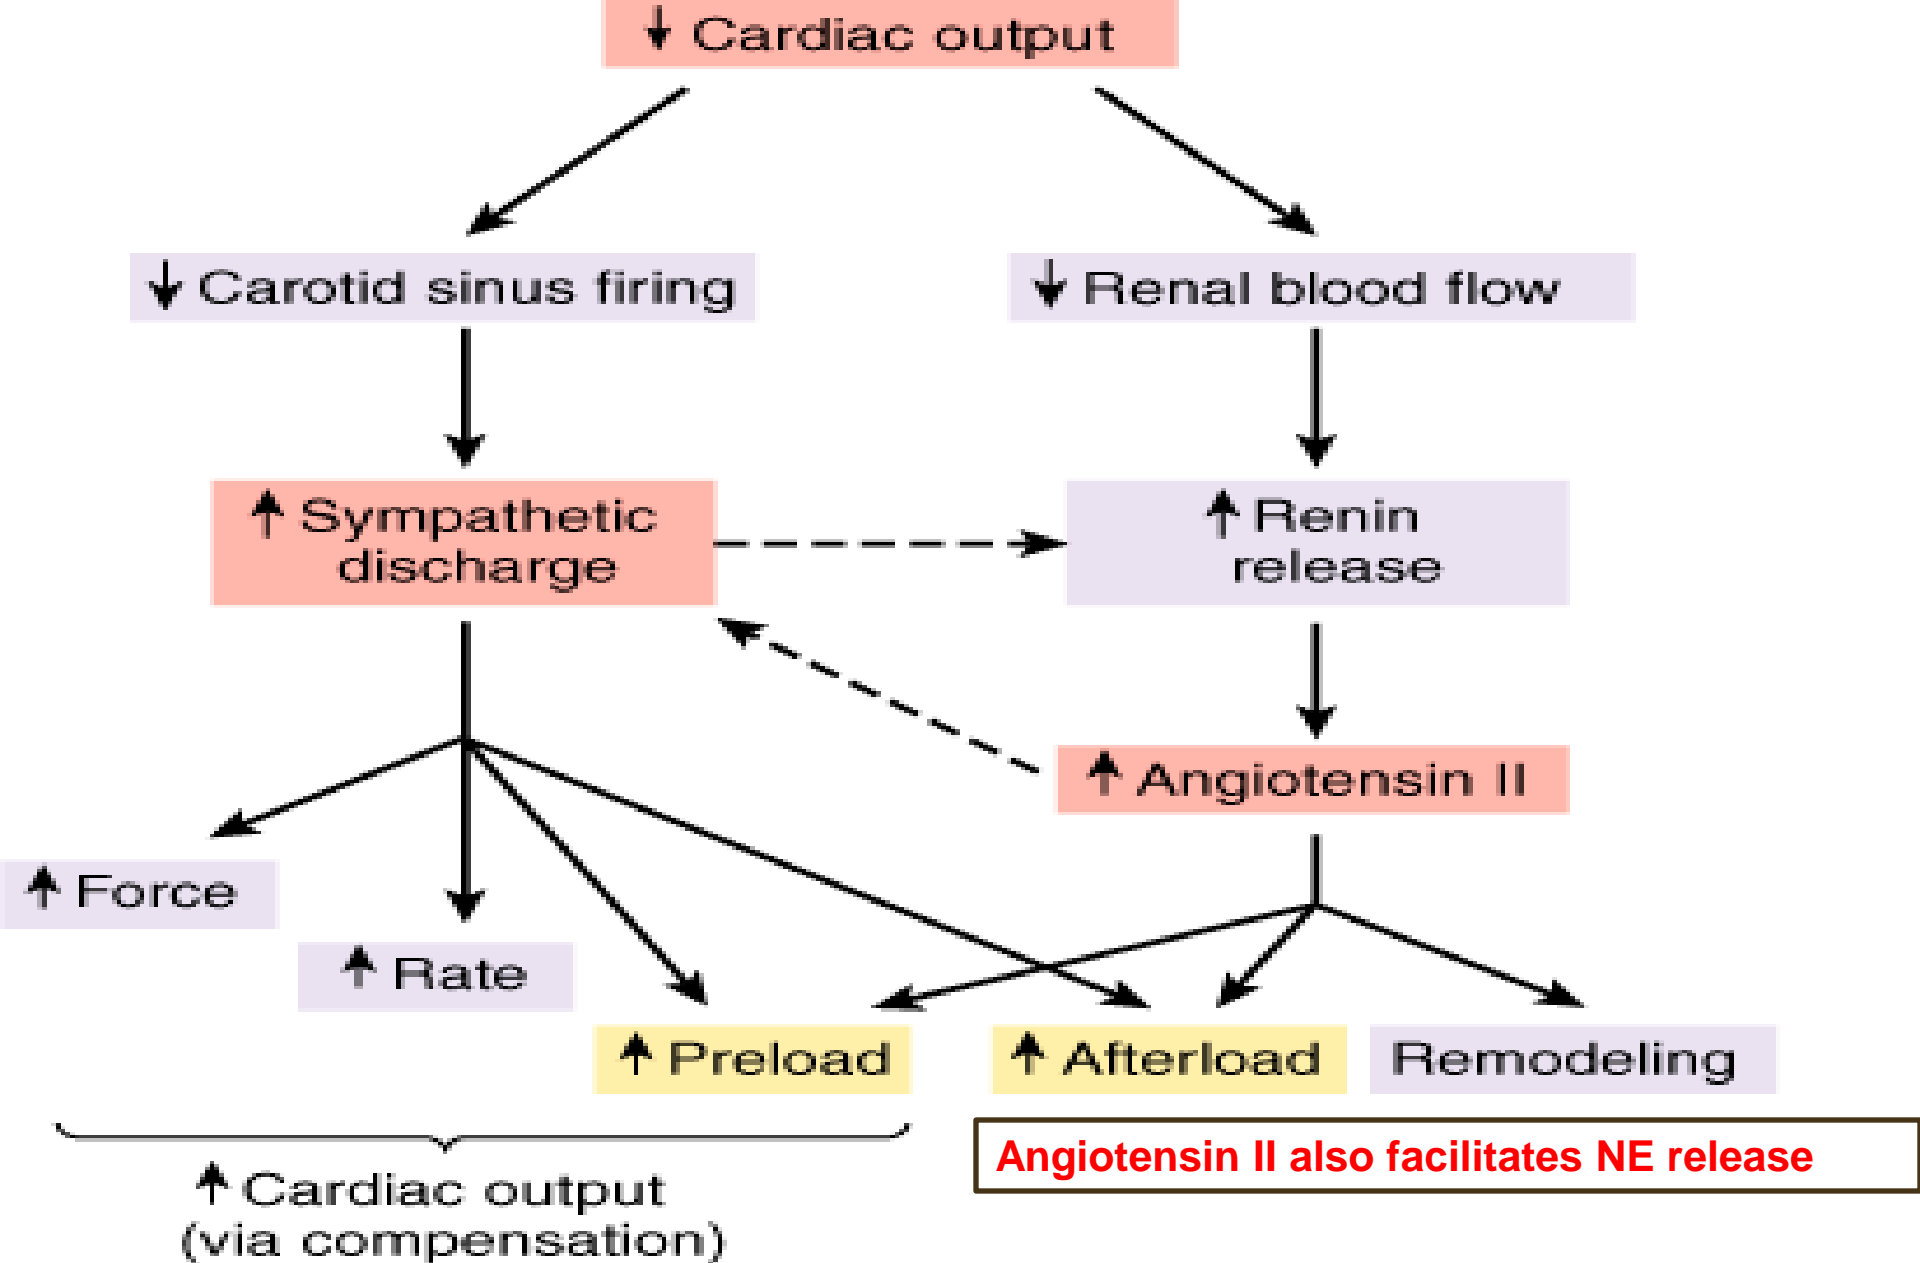 ↓ Cardiac output
↓ Carotid sinus firing
↓ Renal blood flow
↑ Sympathetic
discharge
↑ Renin
release
↑ Angiotensin II
↑ Force
↑ Rate
↑ Preload
↑ Afterload
Remodeling
Angiotensin II also facilitates NE release
↑ Cardiac output
(via compensation)